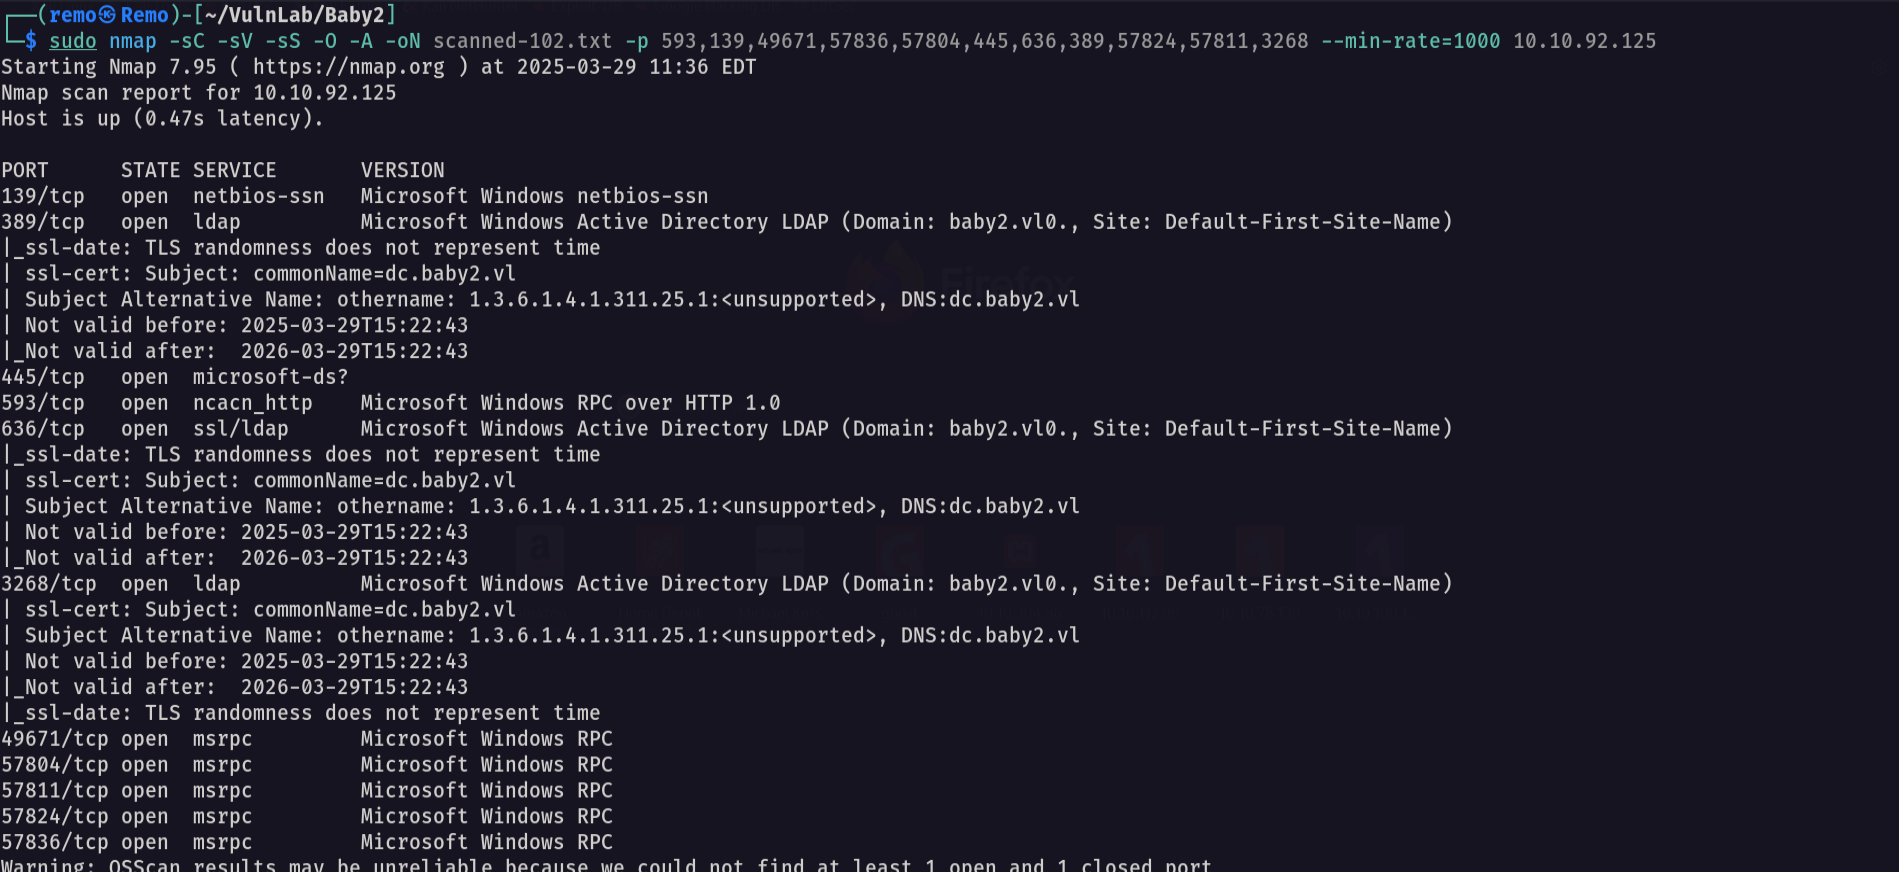 ┌──(remo㉿Remo)-[~/VulnLab/Baby2]
└─$ sudo nmap -sC -sV -sS -O -A -oN scanned-102.txt -p 593,139,49671,57836,57804,445,636,389,57824,57811,3268 --min-rate=1000 10.10.92.125
Starting Nmap 7.95 ( https://nmap.org ) at 2025-03-29 11:36 EDT
Nmap scan report for 10.10.92.125
Host is up (0.47s latency).

PORT      STATE SERVICE       VERSION
139/tcp   open  netbios-ssn   Microsoft Windows netbios-ssn
389/tcp   open  ldap          Microsoft Windows Active Directory LDAP (Domain: baby2.vl0., Site: Default-First-Site-Name)
|_ssl-date: TLS randomness does not represent time
| ssl-cert: Subject: commonName=dc.baby2.vl
| Subject Alternative Name: othername: 1.3.6.1.4.1.311.25.1:<unsupported>, DNS:dc.baby2.vl
| Not valid before: 2025-03-29T15:22:43
|_Not valid after:  2026-03-29T15:22:43
445/tcp   open  microsoft-ds?
593/tcp   open  ncacn_http    Microsoft Windows RPC over HTTP 1.0
636/tcp   open  ssl/ldap      Microsoft Windows Active Directory LDAP (Domain: baby2.vl0., Site: Default-First-Site-Name)
|_ssl-date: TLS randomness does not represent time
| ssl-cert: Subject: commonName=dc.baby2.vl
| Subject Alternative Name: othername: 1.3.6.1.4.1.311.25.1:<unsupported>, DNS:dc.baby2.vl
| Not valid before: 2025-03-29T15:22:43
|_Not valid after:  2026-03-29T15:22:43
3268/tcp  open  ldap          Microsoft Windows Active Directory LDAP (Domain: baby2.vl0., Site: Default-First-Site-Name)
| ssl-cert: Subject: commonName=dc.baby2.vl
| Subject Alternative Name: othername: 1.3.6.1.4.1.311.25.1:<unsupported>, DNS:dc.baby2.vl
| Not valid before: 2025-03-29T15:22:43
|_Not valid after:  2026-03-29T15:22:43
|_ssl-date: TLS randomness does not represent time
49671/tcp open  msrpc         Microsoft Windows RPC
57804/tcp open  msrpc         Microsoft Windows RPC
57811/tcp open  msrpc         Microsoft Windows RPC
57824/tcp open  msrpc         Microsoft Windows RPC
57836/tcp open  msrpc         Microsoft Windows RPC
Warning: OSScan results may be unreliable because we could not find at least 1 open and 1 closed port
Firefox